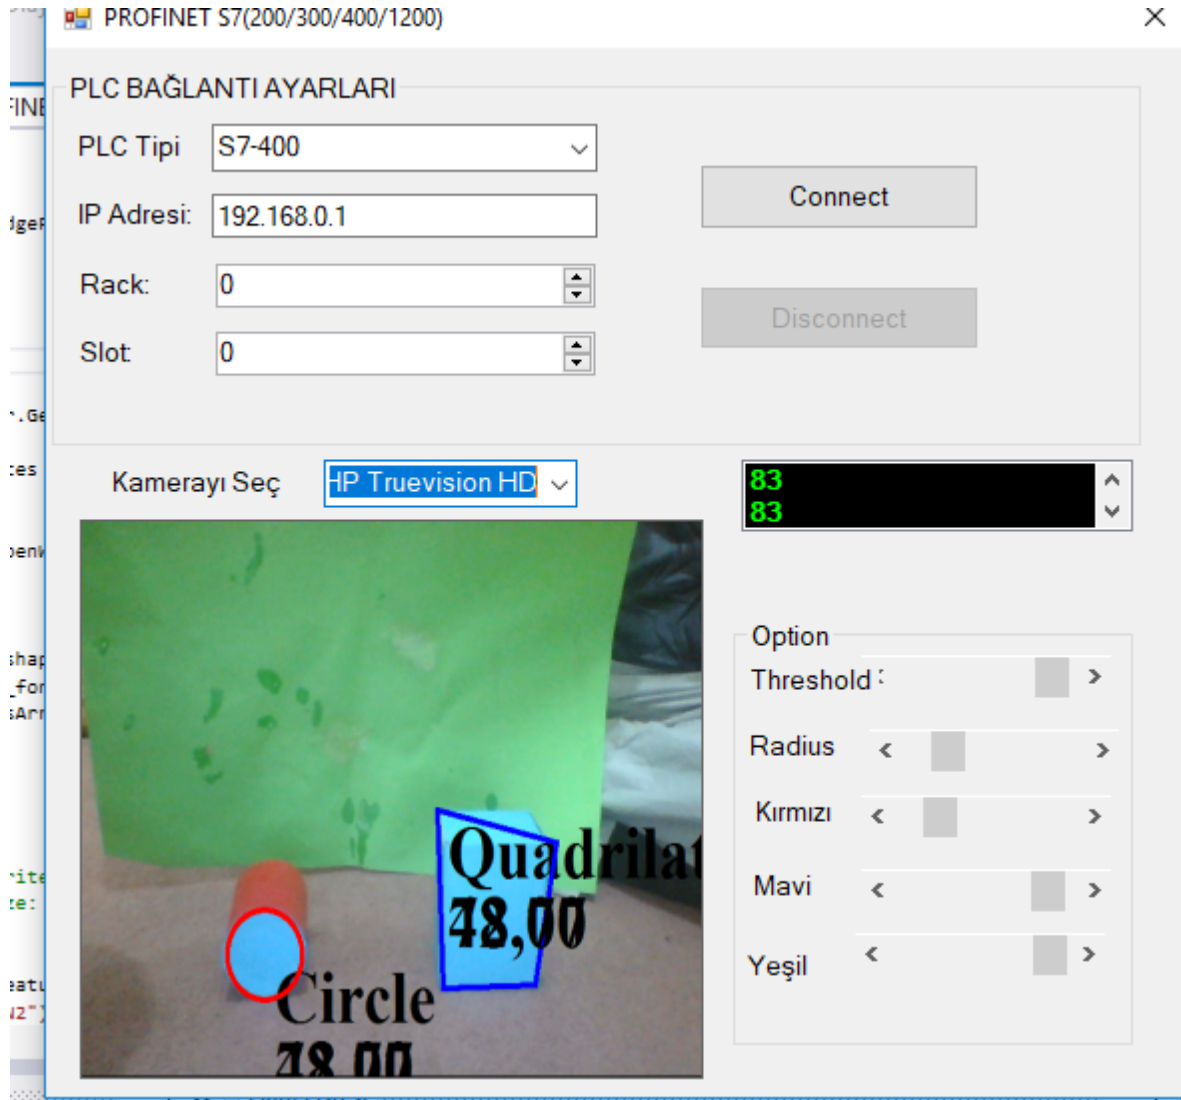 PROFINET S7(200/300/400/1200)
PLC BAĞLANTI AYARLARI
PLC Tipi S7-400
IP Adresi: 192.168.0.1
Rack: 0
Slot: 0
Connect
Disconnect
Kamerayı Seç HP Truevision HD
83
83
Option
Threshold
Radius
Kırmızı
Mavi
Yeşil
Quadrilat
Circle